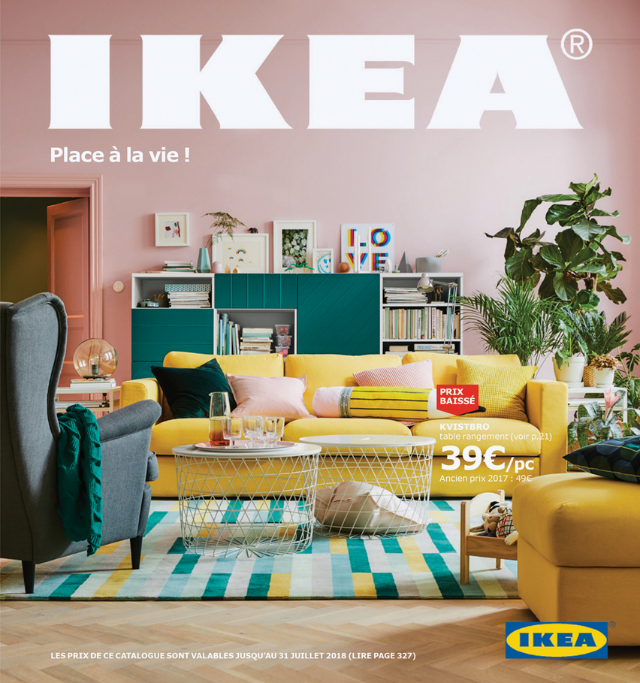 IKEA®
Place à la vie !
LOVE
PRIX
BAISSÉ
KVISTBRO
table rangement (voir p.21)
39€/pc
Ancien prix 2017 : 49€
LES PRIX DE CE CATALOGUE SONT VALABLES JUSQU'AU 31 JUILLET 2018 (LIRE PAGE 327)
IKEA®